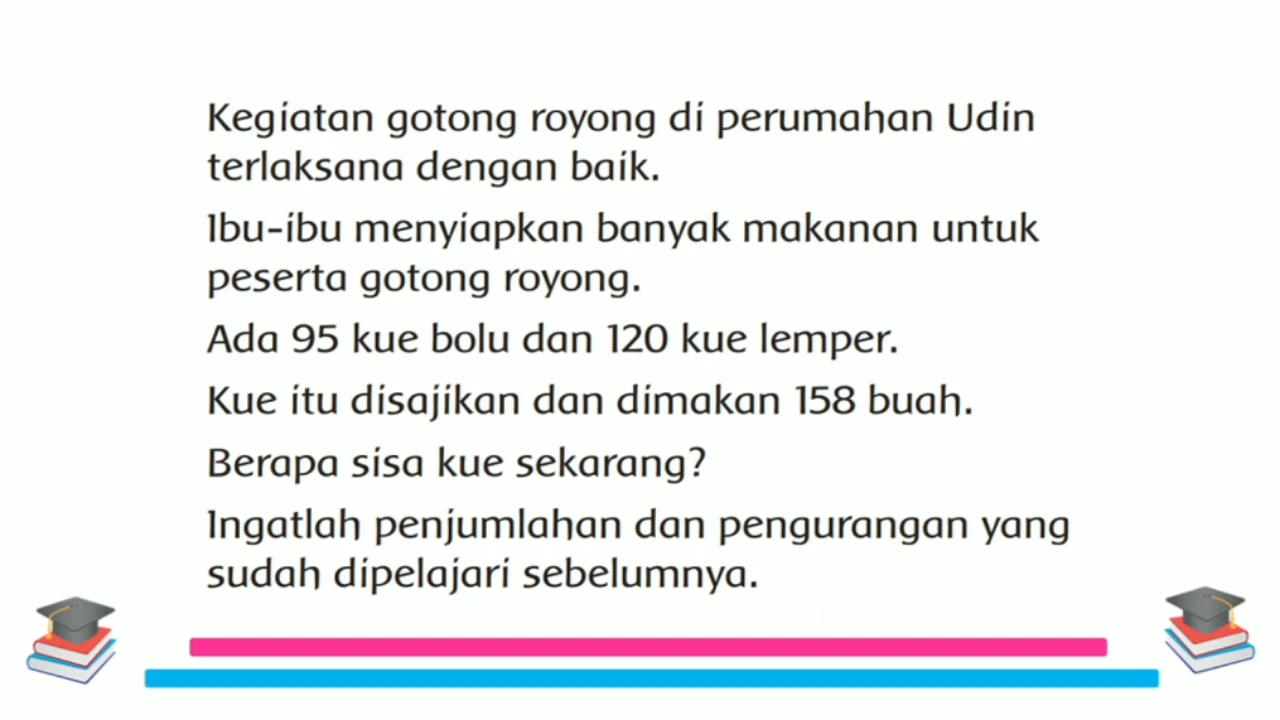 Kegiatan gotong royong di perumahan Udin
terlaksana dengan baik.
Ibu-ibu menyiapkan banyak makanan untuk
peserta gotong royong.
Ada 95 kue bolu dan 120 kue lemper.
Kue itu disajikan dan dimakan 158 buah.
Berapa sisa kue sekarang?
Ingatlah penjumlahan dan pengurangan yang
sudah dipelajari sebelumnya.